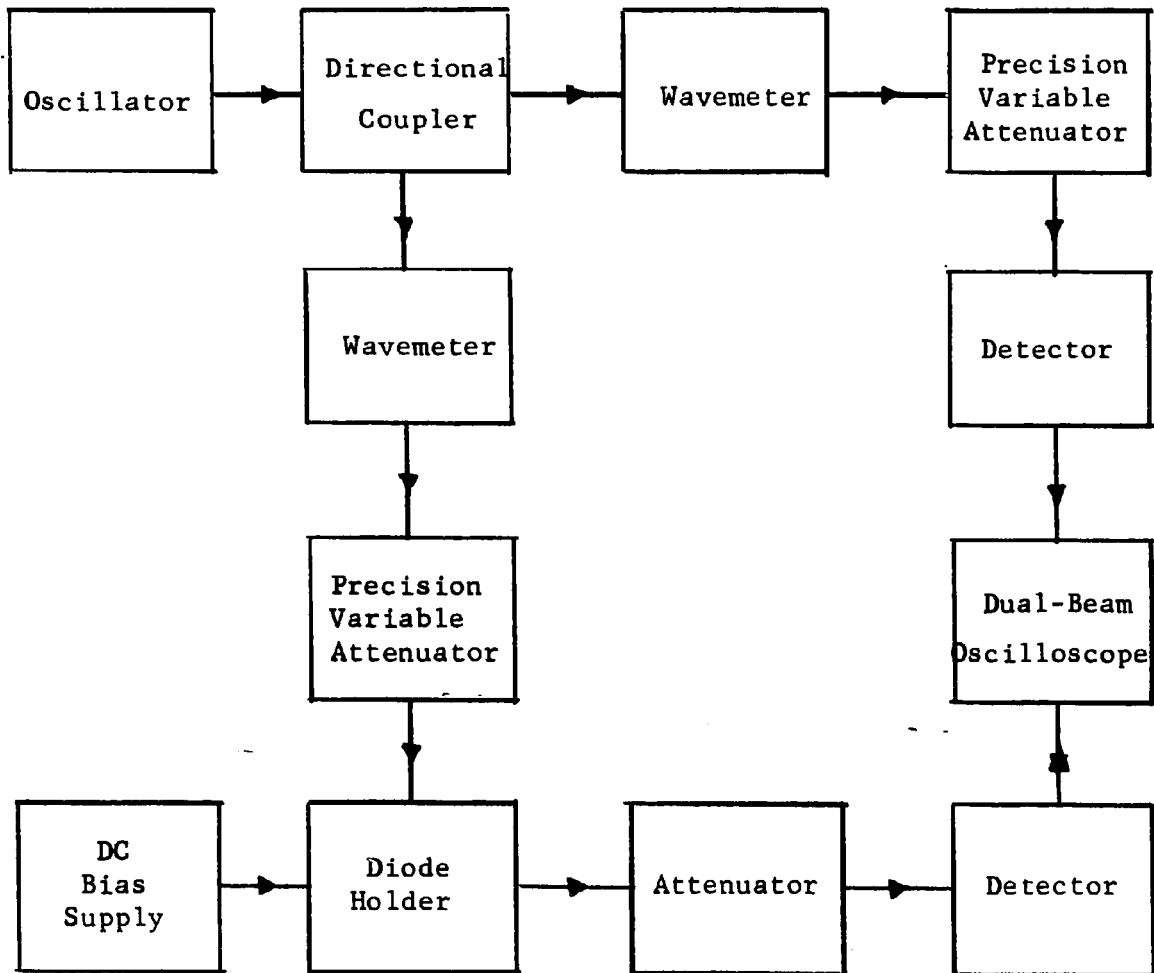 Oscillator
Directional
Coupler
Wavemeter
Precision
Variable
Attenuator
Wavemeter
Detector
Precision
Variable
Attenuator
Dual-Beam
Oscilloscope
DC
Bias
Supply
Diode
Holder
Attenuator
Detector